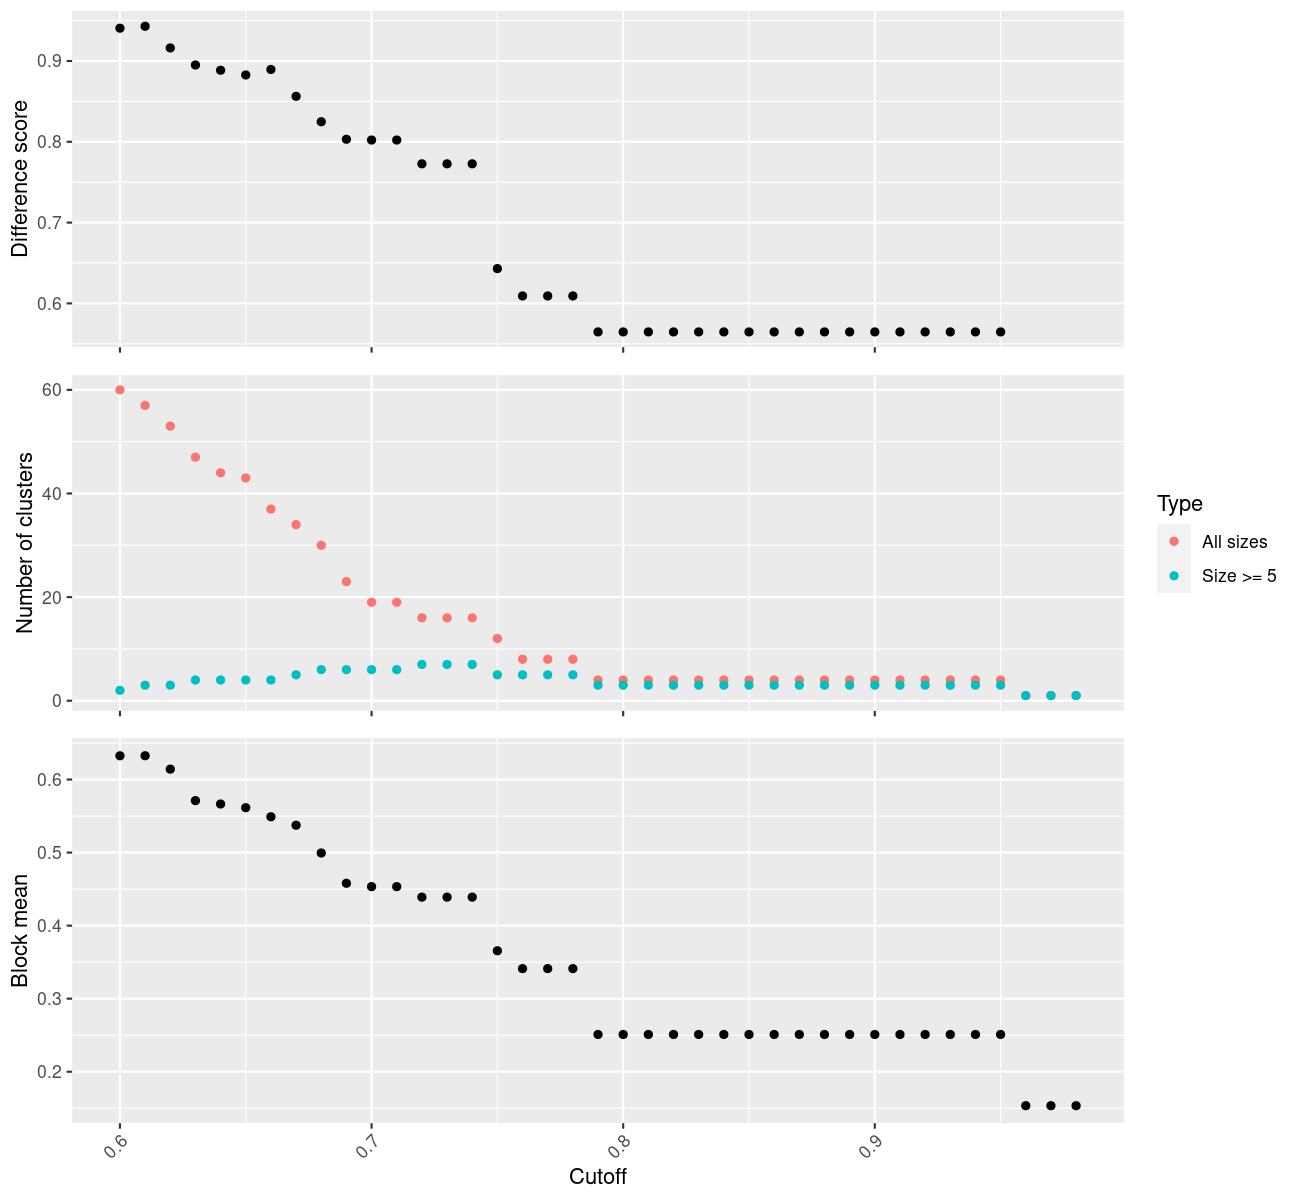 Difference score
0.9
0.8
0.7
0.6
Number of clusters
60
40
20
0
Type
All sizes
Size >= 5
Block mean
0.6
0.5
0.4
0.3
0.2
0.6
0.7
0.8
0.9
Cutoff